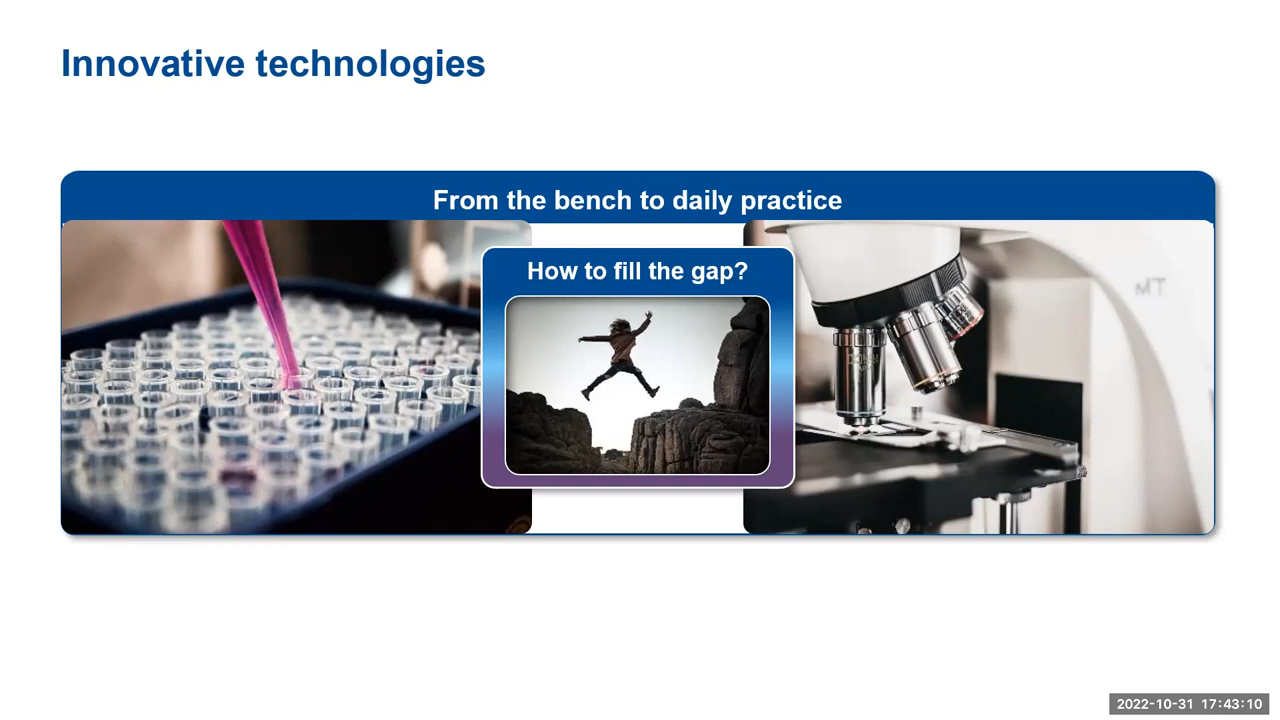 Innovative technologies
From the bench to daily practice
How to fill the gap?
2022-10-31 17:43:10